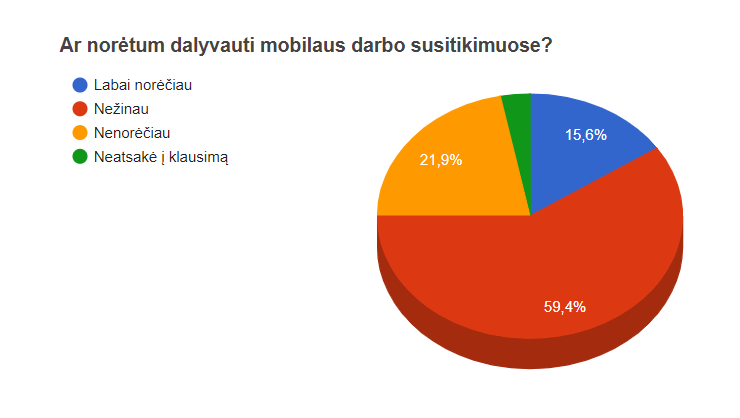 Ar norėtum dalyvauti mobilaus darbo susitikimuose?
Labai norėčiau
Nežinau
Nenorėčiau
Neatsakė į klausimą
15,6%
21,9%
59,4%